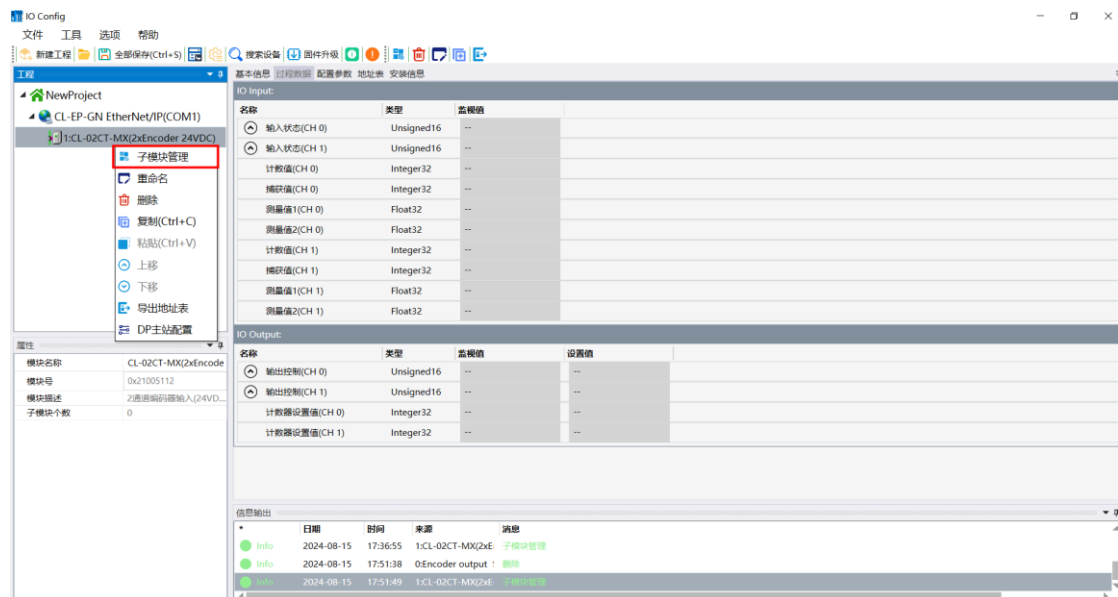 IO Config
文件 工具 选项 帮助
新建工程 全部保存(Ctrl+S) 搜索设备 固件升级
工程
NewProject
CL-EP-GN EtherNet/IP(COM1)
1:CL-02CT-MX(2xEncoder 24VDC)
子模块管理
重命名
删除
复制(Ctrl+C)
粘贴(Ctrl+V)
上移
下移
导出地址表
DP主站配置
属性
模块名称 CL-02CT-MX(2xEncode
模块号 0x21005112
模块描述 2通道编码器输入(24VD...
子模块个数 0
基本信息 过程数据 配置参数 地址表 安装信息
IO Input:
名称 类型 监视值
输入状态(CH 0) Unsigned16 --
输入状态(CH 1) Unsigned16 --
计数值(CH 0) Integer32 --
捕获值(CH 0) Integer32 --
测量值1(CH 0) Float32 --
测量值2(CH 0) Float32 --
计数值(CH 1) Integer32 --
捕获值(CH 1) Integer32 --
测量值1(CH 1) Float32 --
测量值2(CH 1) Float32 --
IO Output:
名称 类型 监视值 设置值
输出控制(CH 0) Unsigned16 -- --
输出控制(CH 1) Unsigned16 -- --
计数器设置值(CH 0) Integer32 -- --
计数器设置值(CH 1) Integer32 -- --
信息输出
* 日期 时间 来源 消息
Info 2024-08-15 17:36:55 1:CL-02CT-MX(2xE 子模块管理
Info 2024-08-15 17:51:38 0:Encoder output 删除
Info 2024-08-15 17:51:49 1:CL-02CT-MX(2xE 子模块管理